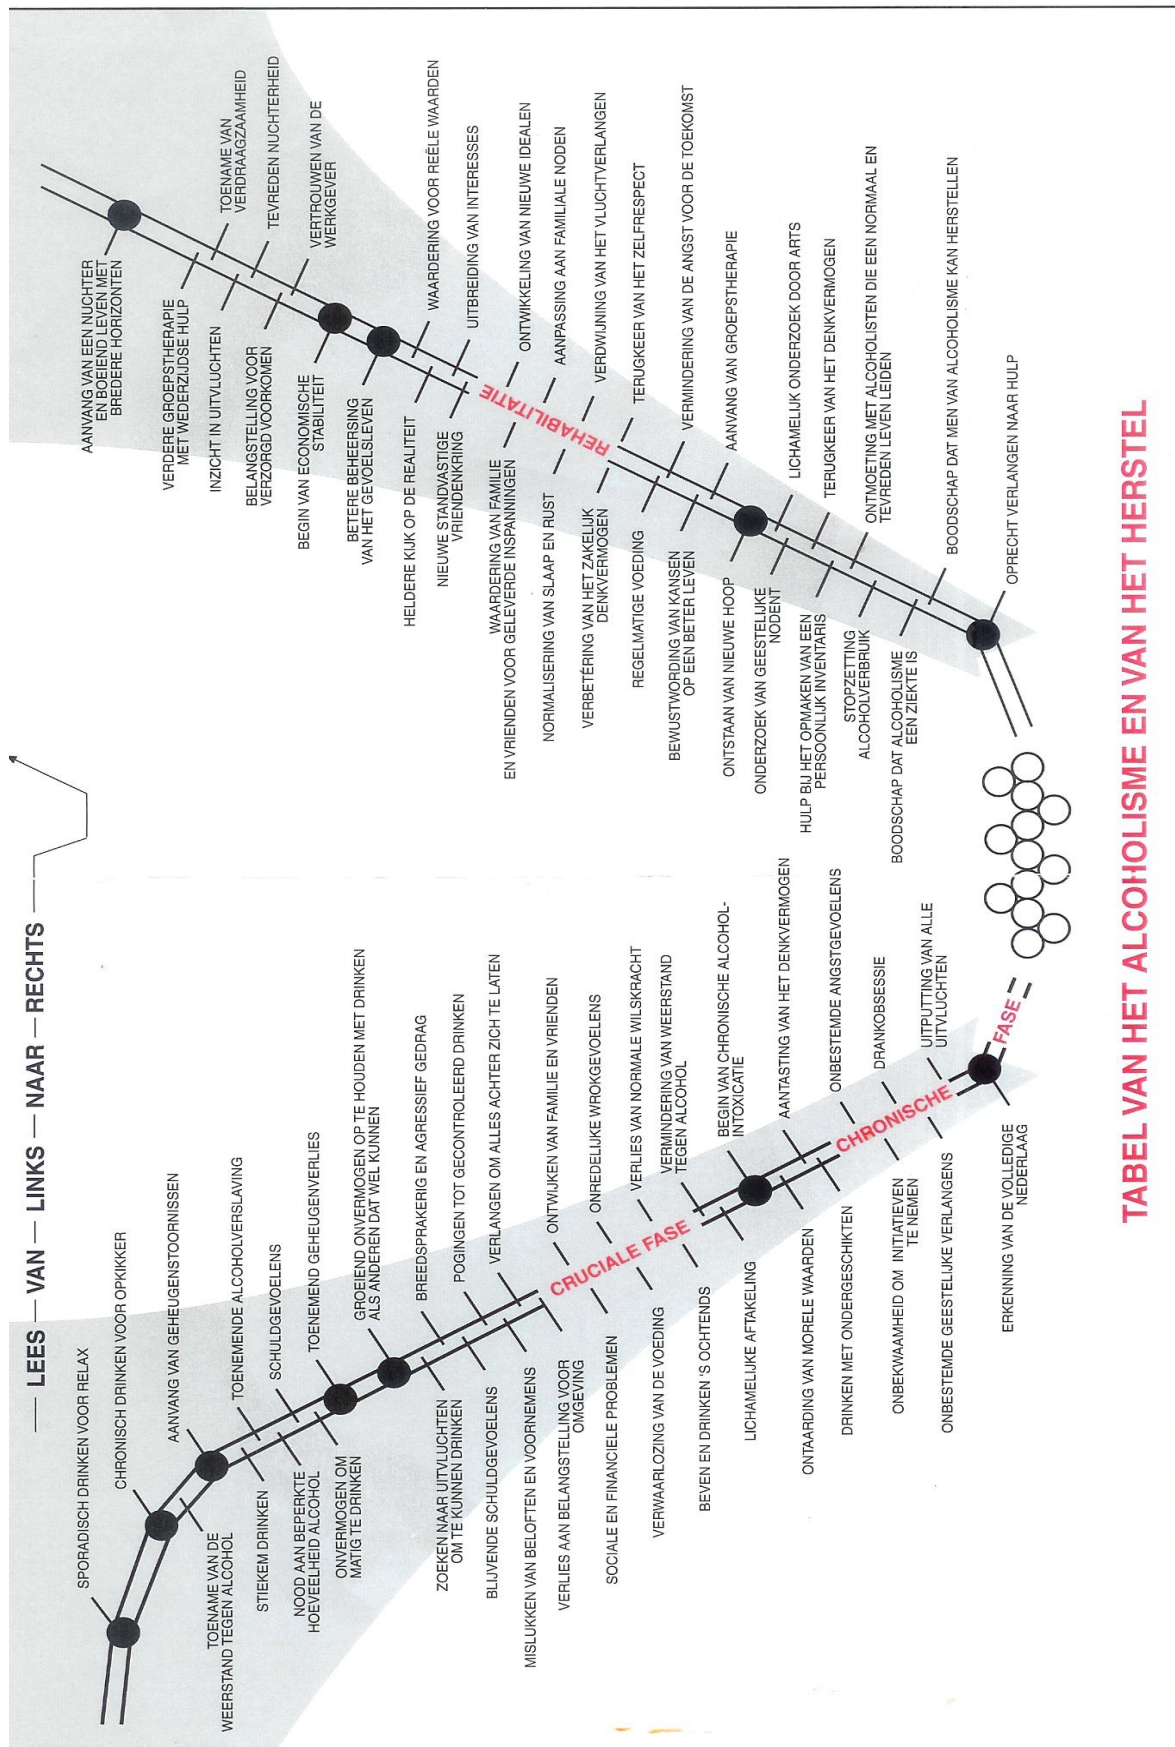 LEES — VAN — LINKS — NAAR — RECHTS
SPORADISCH DRINKEN VOOR RELAX
CHRONISCH DRINKEN VOOR OPKIKKER
AANVANG VAN GEHEUGENSTOORNISSEN
TOENEMENDE ALCOHOLVERSLAVING
SCHULDGEVOELENS
TOENEMEND GEHEUGENVERLIES
GROEIEND ONVERMOGEN OP TE HOUDEN MET DRINKEN
ALS ANDEREN DAT WEL KUNNEN
BREEDSPRAKERIG EN AGRESSIEF GEDRAG
POGINGEN TOT GECONTROLEERD DRINKEN
VERLANGEN OM ALLES ACHTER ZICH TE LATEN
ONTWIJKEN VAN FAMILIE EN VRIENDEN
ONREDELIJKE WROKGEVOELENS
VERLIES VAN NORMALE WILSKRACHT
VERMINDERING VAN WEERSTAND
TEGEN ALCOHOL
BEGIN VAN CHRONISCHE ALCOHOL-
INTOXICATIE
AANTASTING VAN HET DENKVERMOGEN
ONBESTEMDE ANGSTGEVOELENS
DRANKOBSESSIE
UITPUTTING VAN ALLE
UITVLUCHTEN
TOENAME VAN DE
WEERSTAND TEGEN ALCOHOL
STIEKEM DRINKEN
NOOD AAN BEPERKTE
HOEVEELHEID ALCOHOL
ONVERMOGEN OM
MATIG TE DRINKEN
ZOEKEN NAAR UITVLUCHTEN
OM TE KUNNEN DRINKEN
BLIJVENDE SCHULDGEVOELENS
MISLUKKEN VAN BELOFTEN EN VOORNEMENS
VERLIES AAN BELANGSTELLING VOOR
OMGEVING
SOCIALE EN FINANCIELE PROBLEMEN
VERWAARLOZING VAN DE VOEDING
BEVEN EN DRINKEN 'S OCHTENDS
LICHAMELIJKE AFTAKELING
ONTAARDING VAN MORELE WAARDEN
DRINKEN MET ONDERGESCHIKTEN
ONBEKWAAMHEID OM INITIATIEVEN
TE NEMEN
ONBESTEMDE GEESTELIJKE VERLANGENS
ERKENNING VAN DE VOLLEDIGE
NEDERLAAG
CRUCIALE FASE
CHRONISCHE
FASE
AANVANG VAN EEN NUCHTER
EN BOEIEND LEVEN MET
BREDERE HORIZONTEN
VERDERE GROEPSTHERAPIE
MET WEDERZIJDSE HULP
INZICHT IN UITVLUCHTEN
BELANGSTELLING VOOR
VERZORGD VOORKOMEN
BEGIN VAN ECONOMISCHE
STABILITEIT
BETERE BEHEERSING
VAN HET GEVOELSLEVEN
HELDERE KIJK OP DE REALITEIT
NIEUWE STANDVASTIGE
VRIENDENKRING
WAARDERING VAN FAMILIE
EN VRIENDEN VOOR GELEVERDE INSPANNINGEN
NORMALISERING VAN SLAAP EN RUST
VERBETÉRING VAN HET ZAKELIJK
DENKVERMOGEN
REGELMATIGE VOEDING
BEWUSTWORDING VAN KANSEN
OP EEN BETER LEVEN
ONTSTAAN VAN NIEUWE HOOP
ONDERZOEK VAN GEESTELIJKE
NODENT
HULP BIJ HET OPMAKEN VAN EEN
PERSOONLIJK INVENTARIS
STOPZETTING
ALCOHOLVERBRUIK
BOODSCHAP DAT ALCOHOLISME
EEN ZIEKTE IS
REHABILITATIE
TOENAME VAN
VERDRAAGZAAMHEID
TEVREDEN NUCHTERHEID
VERTROUWEN VAN DE
WERKGEVER
WAARDERING VOOR REËLE WAARDEN
UITBREIDING VAN INTERESSES
ONTWIKKELING VAN NIEUWE IDEALEN
AANPASSING AAN FAMILIALE NODEN
VERDWIJNING VAN HET VLUCHTVERLANGEN
TERUGKEER VAN HET ZELFRESPECT
VERMINDERING VAN DE ANGST VOOR DE TOEKOMST
AANVANG VAN GROEPSTHERAPIE
LICHAMELIJK ONDERZOEK DOOR ARTS
TERUGKEER VAN HET DENKVERMOGEN
ONTMOETING MET ALCOHOLISTEN DIE EEN NORMAAL EN
TEVREDEN LEVEN LEIDEN
BOODSCHAP DAT MEN VAN ALCOHOLISME KAN HERSTELLEN
OPRECHT VERLANGEN NAAR HULP
TABEL VAN HET ALCOHOLISME EN VAN HET HERSTEL